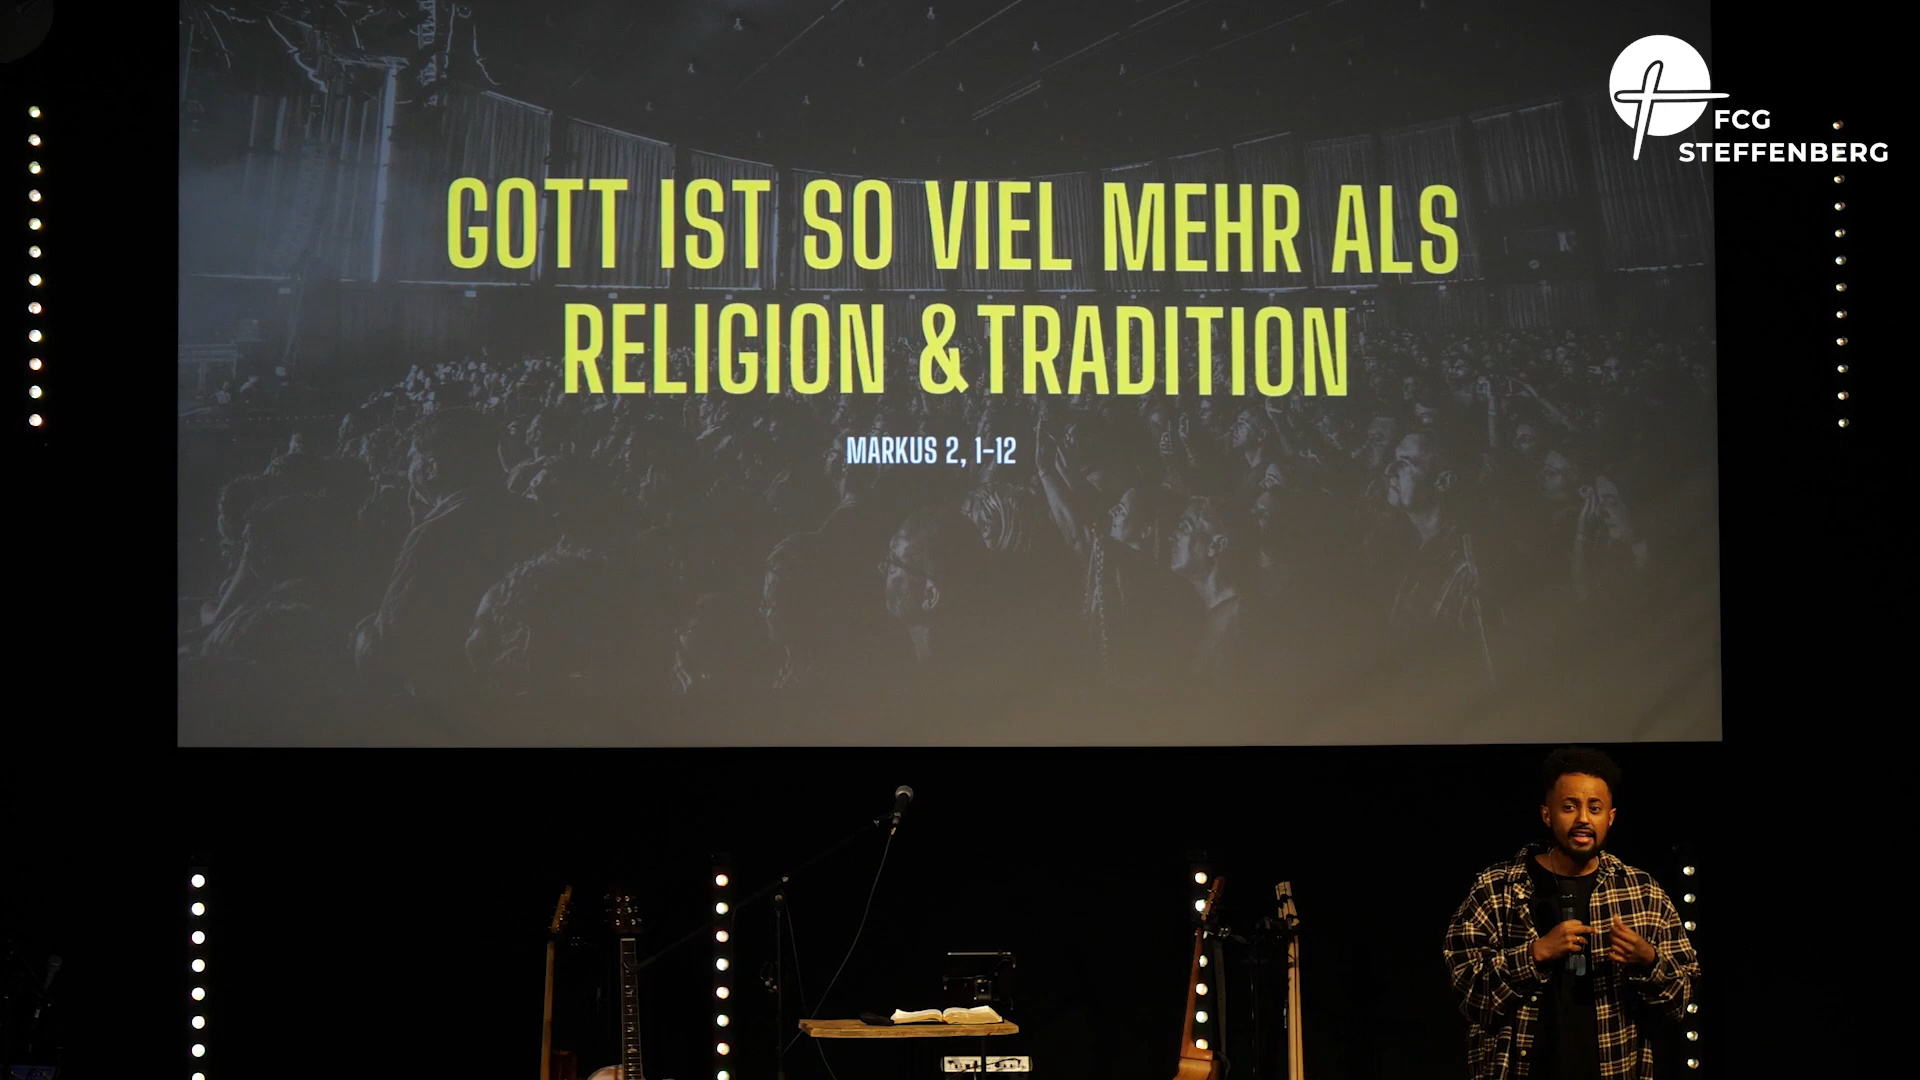 FCG
STEFFENBERG
GOTT IST SO VIEL MEHR ALS
RELIGION & TRADITION
MARKUS 2, 1-12